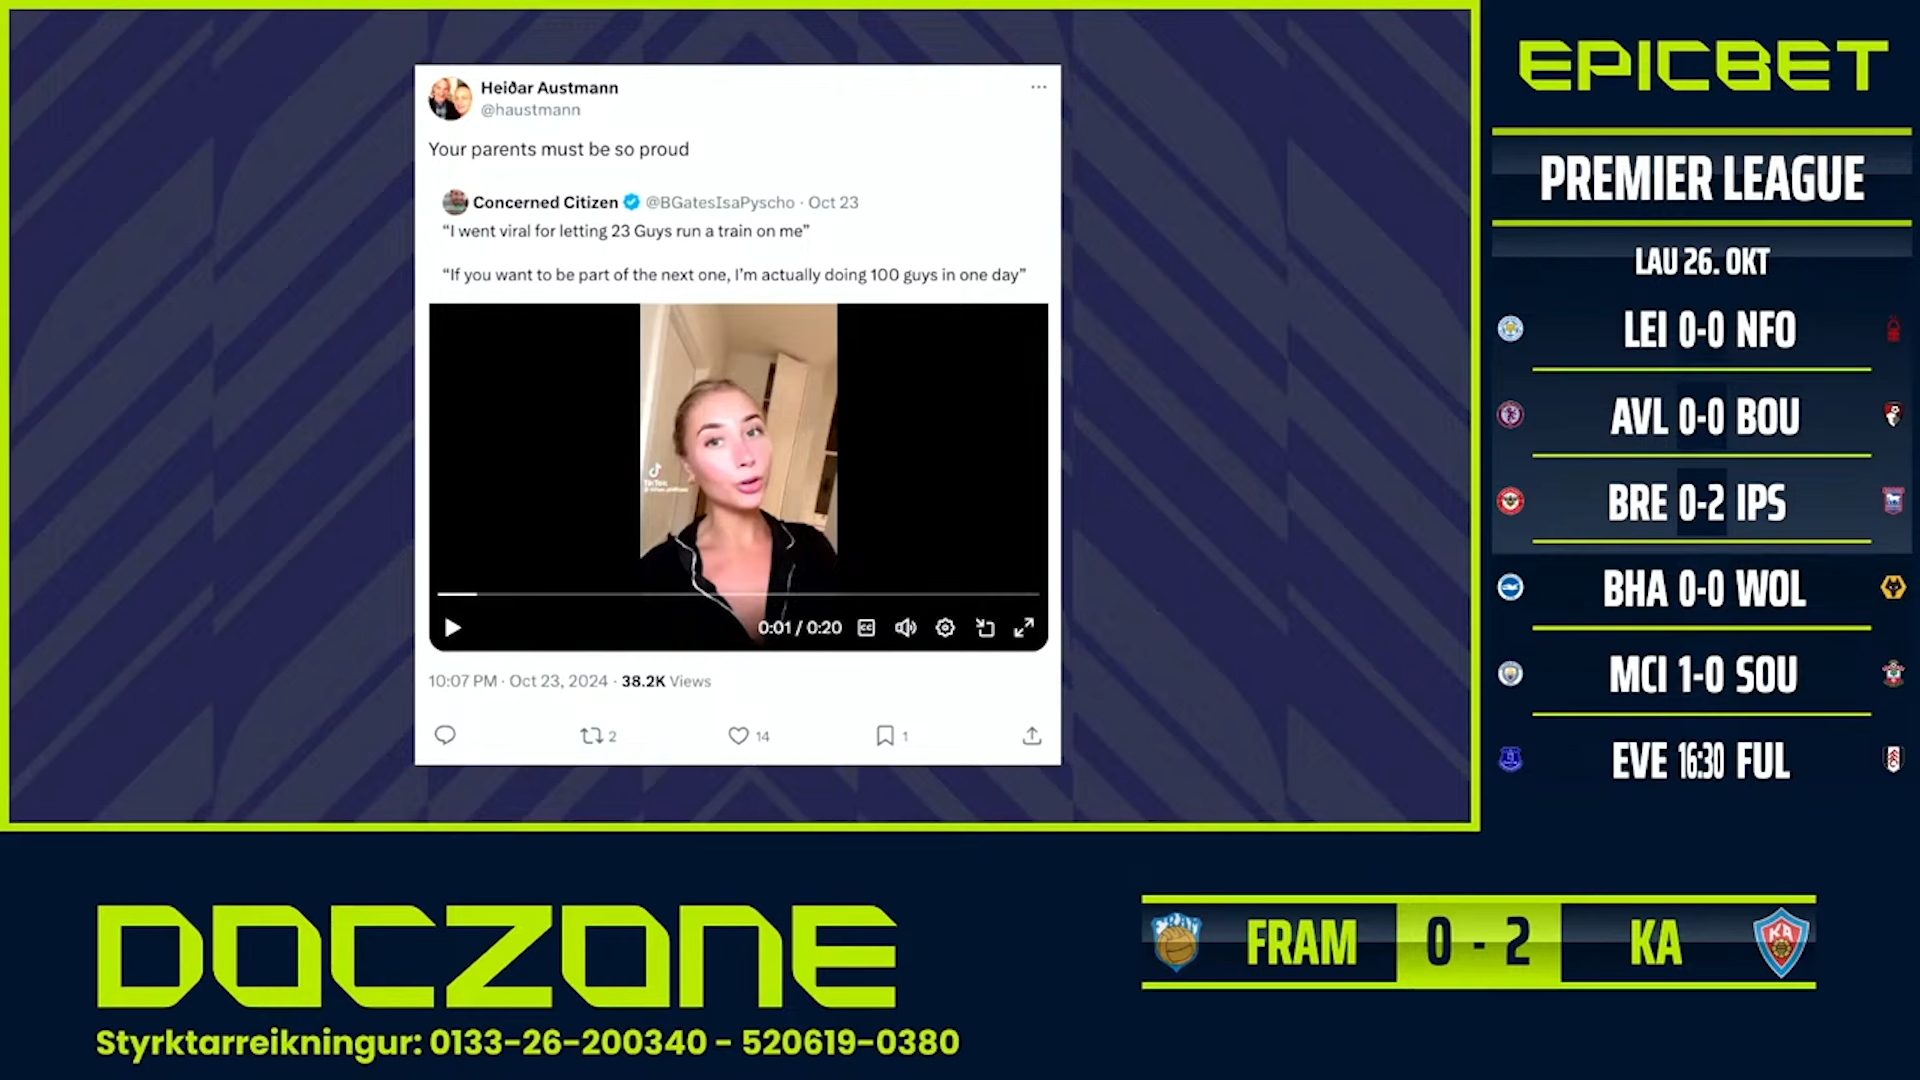 Heiðar Austmann
@haustmann
Your parents must be so proud
Concerned Citizen @BGatesIsaPyscho · Oct 23
“I went viral for letting 23 Guys run a train on me”
“If you want to be part of the next one, I’m actually doing 100 guys in one day”
TikTok
0:01 / 0:20
10:07 PM · Oct 23, 2024 · 38.2K Views
2 14 1
EPICBET
PREMIER LEAGUE
LAU 26. OKT
LEI 0-0 NFO
AVL 0-0 BOU
BRE 0-2 IPS
BHA 0-0 WOL
MCI 1-0 SOU
EVE 16:30 FUL
DOCZONE
Styrktarreikningur: 0133-26-200340 - 520619-0380
FRAM 0 - 2 KA